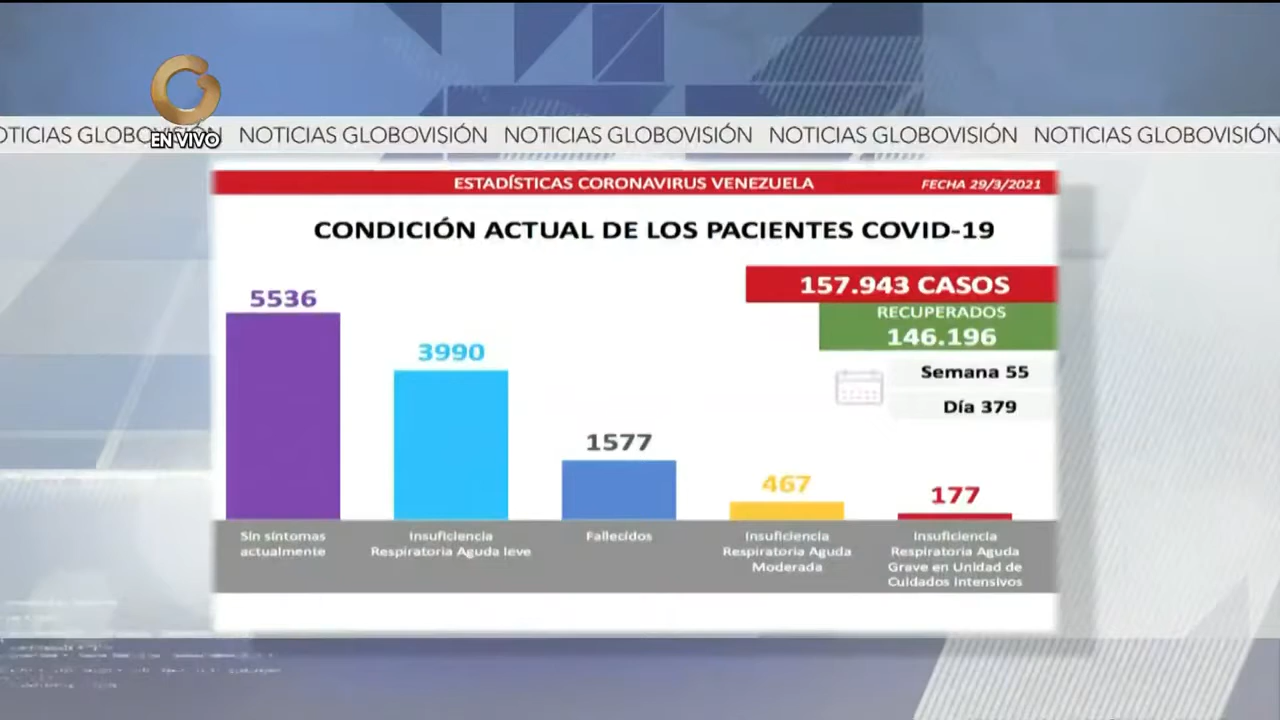 NOTICIAS GLOBOVISIÓN NOTICIAS GLOBOVISIÓN NOTICIAS GLOBOVISIÓN NOTICIAS GLOBOVISIÓN
EN VIVO
ESTADÍSTICAS CORONAVIRUS VENEZUELA FECHA 29/3/2021
CONDICIÓN ACTUAL DE LOS PACIENTES COVID-19
157.943 CASOS
RECUPERADOS
146.196
Semana 55
Día 379
5536
3990
1577
467
177
Sin síntomas
actualmente
Insuficiencia
Respiratoria Aguda leve
Fallecidos
Insuficiencia
Respiratoria Aguda
Moderada
Insuficiencia
Respiratoria Aguda
Grave en Unidad de
Cuidados Intensivos